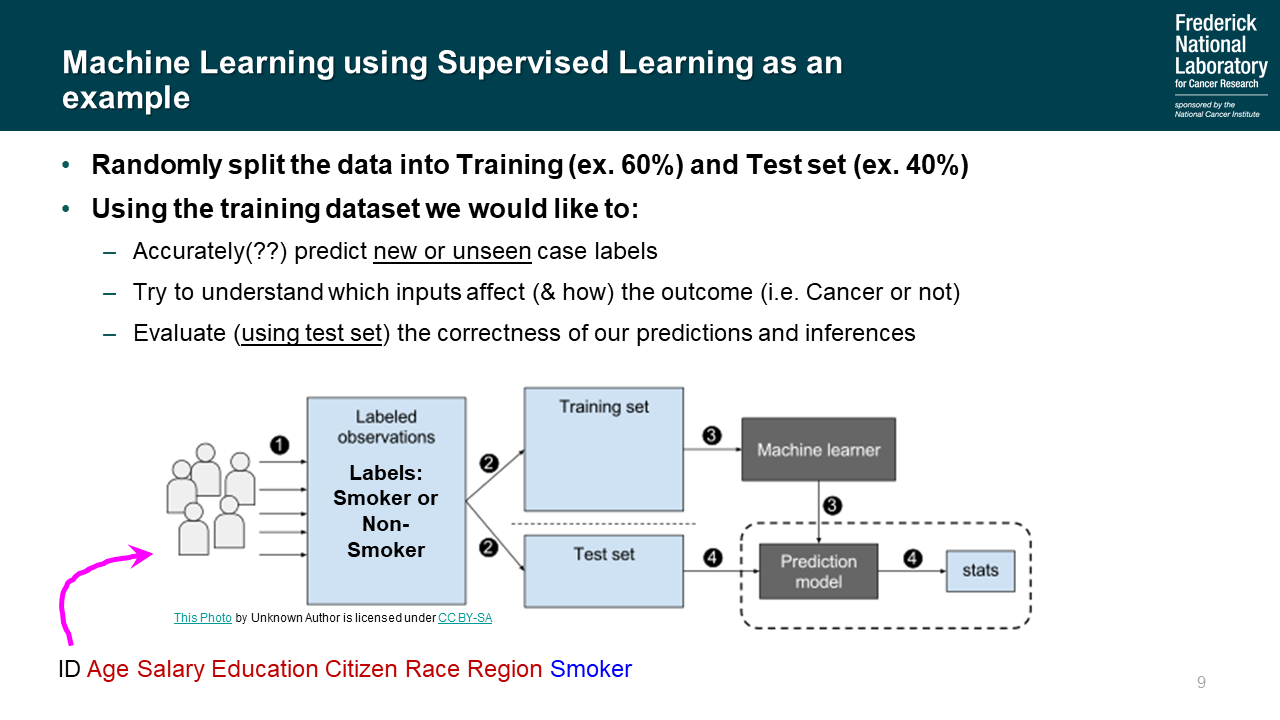 Machine Learning using Supervised Learning as an
example
Frederick
National
Laboratory
for Cancer Research
sponsored by the
National Cancer Institute
• Randomly split the data into Training (ex. 60%) and Test set (ex. 40%)
• Using the training dataset we would like to:
– Accurately(??) predict new or unseen case labels
– Try to understand which inputs affect (& how) the outcome (i.e. Cancer or not)
– Evaluate (using test set) the correctness of our predictions and inferences
1
Labeled
observations
Labels:
Smoker or
Non-
Smoker
2
2
Training set
Test set
3
Machine learner
3
4
Prediction
model
4
stats
This Photo by Unknown Author is licensed under CC BY-SA
ID Age Salary Education Citizen Race Region Smoker
9